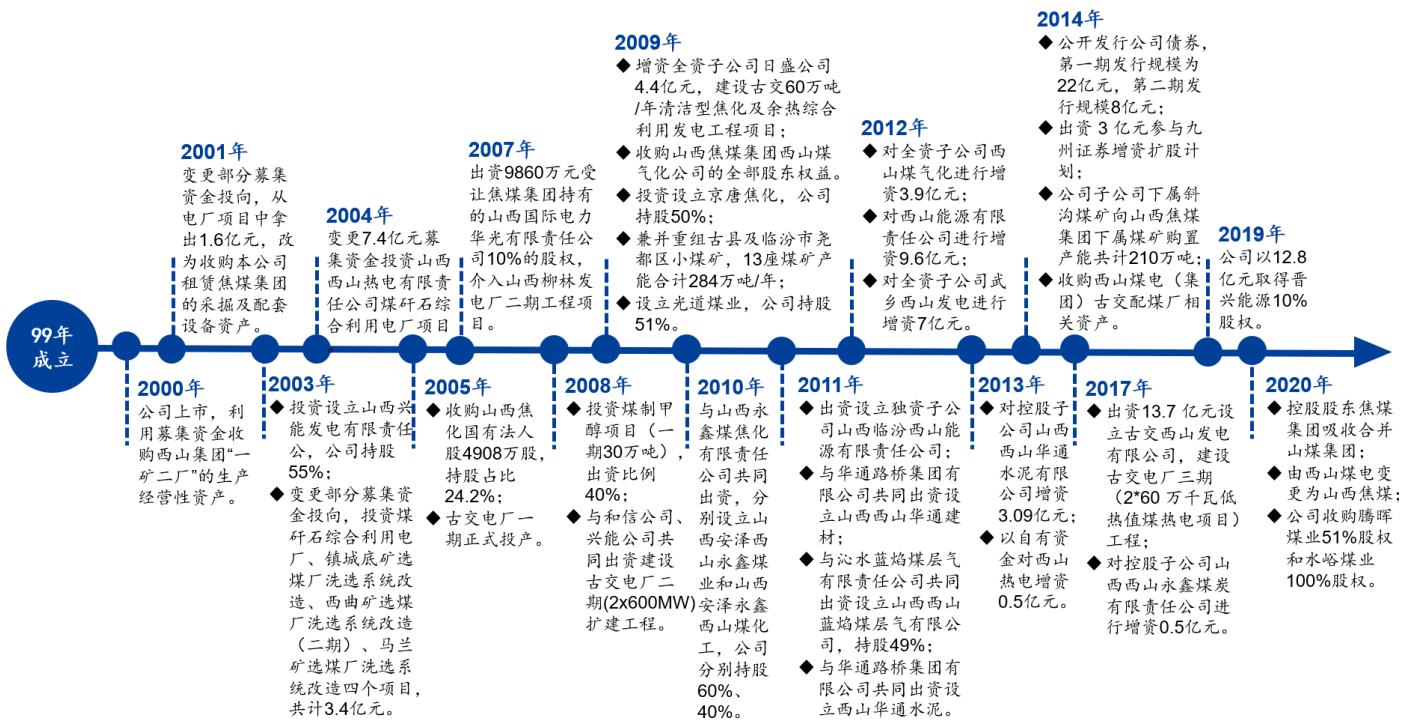 99年
成立
2000年
公司上市，利
用募集资金收
购西山集团“一
矿二厂”的生产
经营性资产。
2001年
变更部分募集
资金投向，从
电厂项目中拿
出1.6亿元，改
为收购本公司
租赁焦煤集团
的采掘及配套
设备资产。
2003年
◆ 投资设立山西兴
能发电有限责任
公，公司持股
55%；
◆ 变更部分募集资
金投向，投资煤
矸石综合利用电
厂、镇城底矿选
煤厂洗选系统改
造、西曲矿选煤
厂洗选系统改造
（二期）、马兰
矿选煤厂洗选系
统改造四个项目，
共计3.4亿元。
2004年
变更7.4亿元募
集资金投资山西
西山热电有限责
任公司煤矸石综
合利用电厂项目
2005年
◆ 收购山西焦
化国有法人
股4908万股，
持股占比
24.2%；
◆ 古交电厂一
期正式投产。
2007年
出资9860万元受
让焦煤集团持有
的山西国际电力
华光有限责任公
司10%的股权，
介入山西柳林发
电厂二期工程项
目。
2008年
◆ 投资煤制甲
醇项目（一
期30万吨），
出资比例
40%；
◆ 与和信公司、
兴能公司共
同出资建设
古交电厂二
期(2x600MW)
扩建工程。
2009年
◆ 增资全资子公司日盛公司
4.4亿元，建设古交60万吨
/年清洁型焦化及余热综合
利用发电工程项目；
◆ 收购山西焦煤集团西山煤
气化公司的全部股东权益。
◆ 投资设立京唐焦化，公司
持股50%；
◆ 兼并重组古县及临汾市尧
都区小煤矿，13座煤矿产
能合计284万吨/年；
◆ 设立光道煤业，公司持股
51%。
2010年
与山西永
鑫煤焦化
有限责任
公司共同
出资，分
别设立山
西安泽西
山永鑫煤
业和山西
安泽永鑫
西山煤化
工，公司
分别持股
60%、
40%。
2011年
◆ 出资设立独资子公
司山西临汾西山能
源有限责任公司；
◆ 与华通路桥集团有
限公司共同出资设
立山西西山华通建
材；
◆ 与沁水蓝焰煤层气
有限责任公司共同
出资设立山西西山
蓝焰煤层气有限公
司，持股49%；
◆ 与华通路桥集团有
限公司共同出资设
立西山华通水泥。
2012年
◆ 对全资子公司西
山煤气化进行增
资3.9亿元；
◆ 对西山能源有限
责任公司进行增
资9.6亿元；
◆ 对全资子公司武
乡西山发电进行
增资7亿元。
2013年
◆ 对控股子
公司山西
西山华通
水泥有限
公司增资
3.09亿元；
◆ 以自有资
金对西山
热电增资
0.5亿元。
2014年
◆ 公开发行公司债券，
第一期发行规模为
22亿元，第二期发
行规模8亿元；
◆ 出资 3 亿元参与九
州证券增资扩股计
划；
◆ 公司子公司下属斜
沟煤矿向山西焦煤
集团下属煤矿购置
产能共计210万吨；
◆ 收购西山煤电（集
团）古交配煤厂相
关资产。
2017年
◆ 出资13.7 亿元设
立古交西山发电
有限公司，建设
古交电厂三期
（2*60 万千瓦低
热值煤热电项目）
工程；
◆ 对控股子公司山
西西山永鑫煤炭
有限责任公司进
行增资0.5亿元。
2019年
公司以12.8
亿元取得晋
兴能源10%
股权。
2020年
◆ 控股股东焦煤
集团吸收合并
山煤集团；
◆ 由西山煤电变
更为山西焦煤；
◆ 公司收购腾晖
煤业51%股权
和水峪煤业
100%股权。